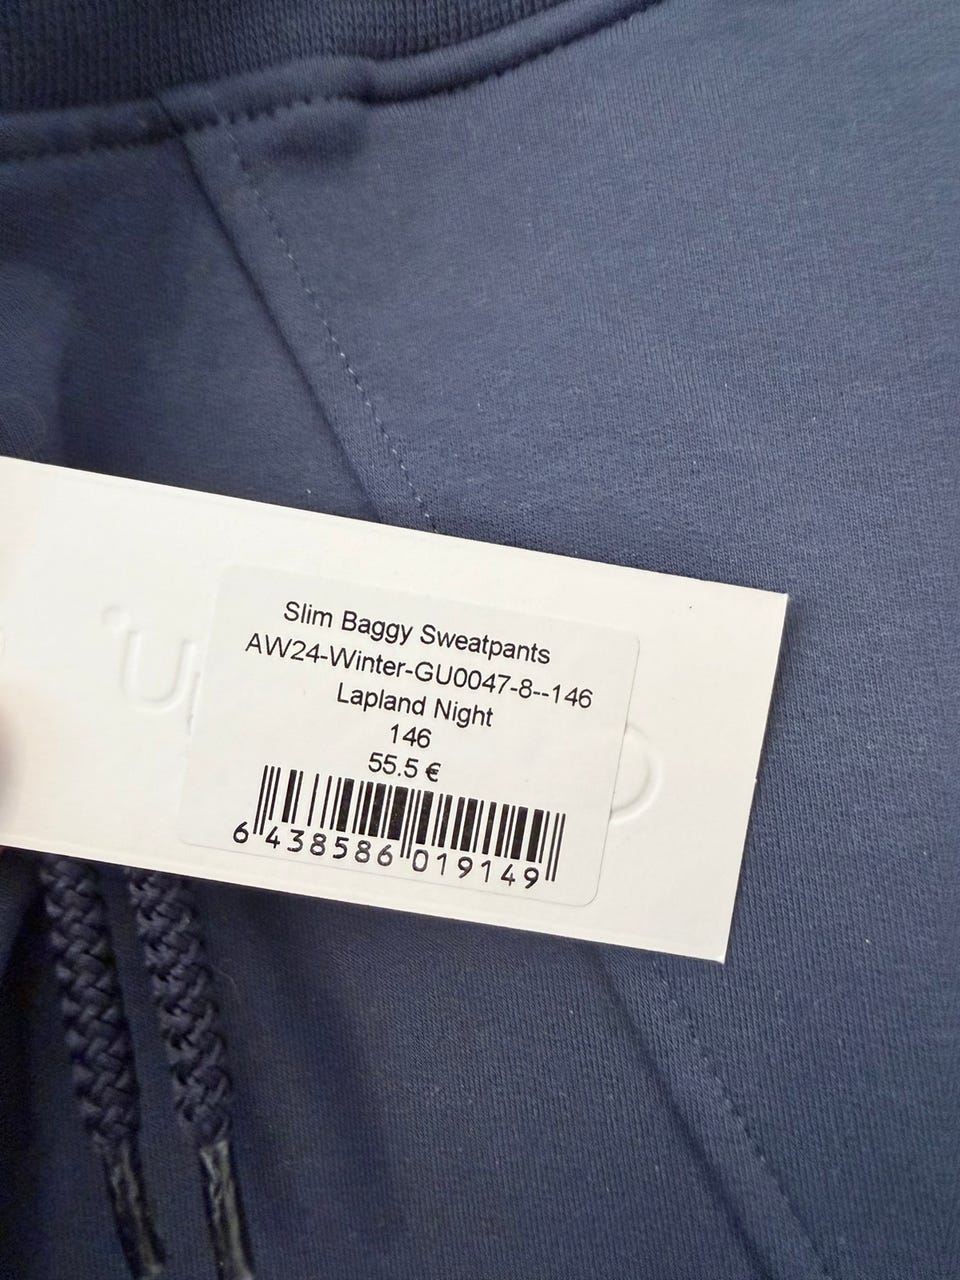 Slim Baggy Sweatpants
AW24-Winter-GU0047-8--146
Lapland Night
146
55.5 €
6 438586 019149